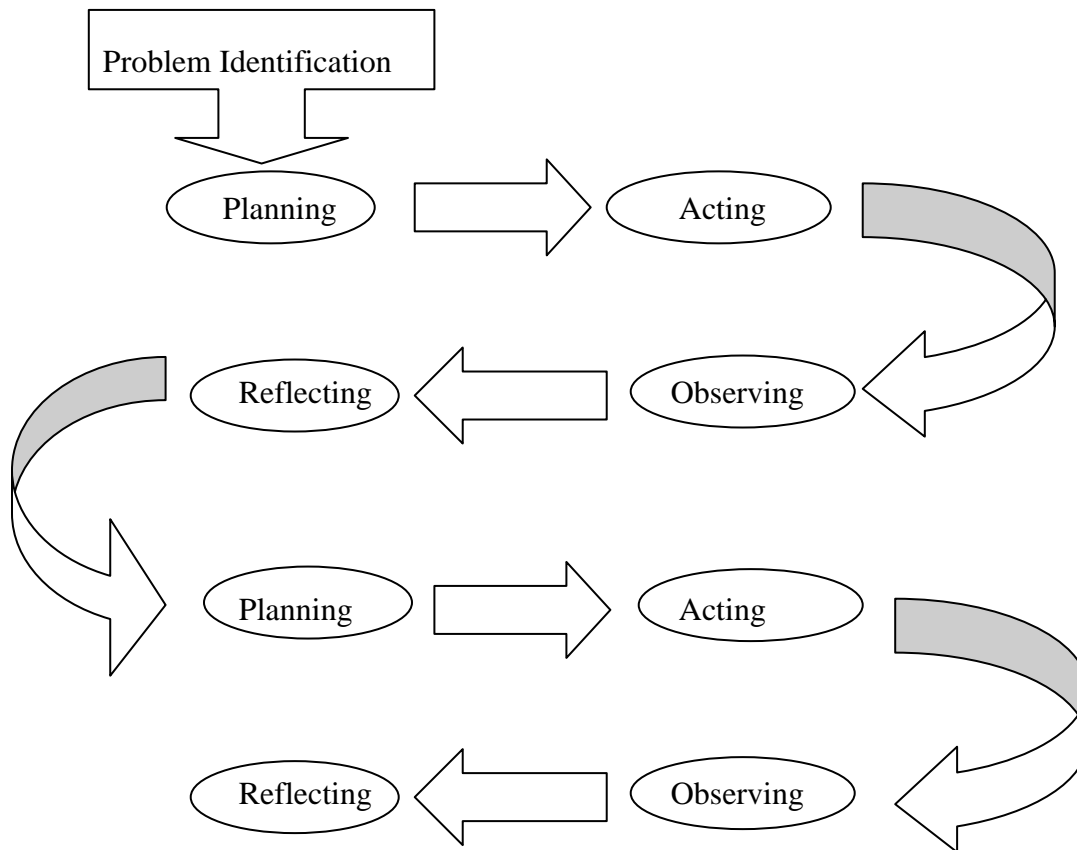 Problem Identification
Planning
Acting
Observing
Reflecting
Planning
Acting
Observing
Reflecting